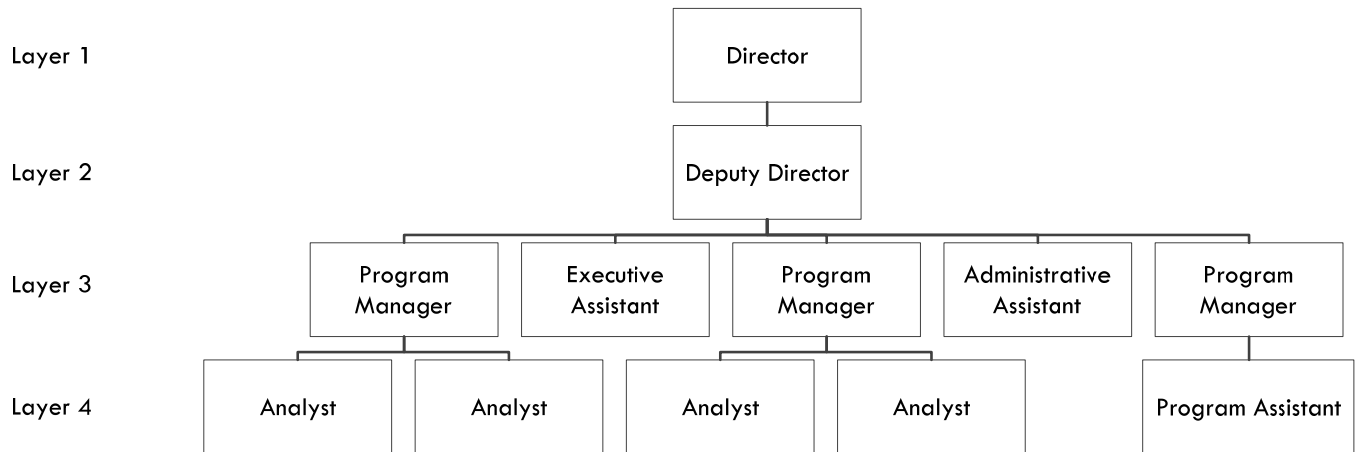 Layer 1
Director
Layer 2
Deputy Director
Layer 3
Program
Manager
Executive
Assistant
Program
Manager
Administrative
Assistant
Program
Manager
Layer 4
Analyst
Analyst
Analyst
Analyst
Program Assistant